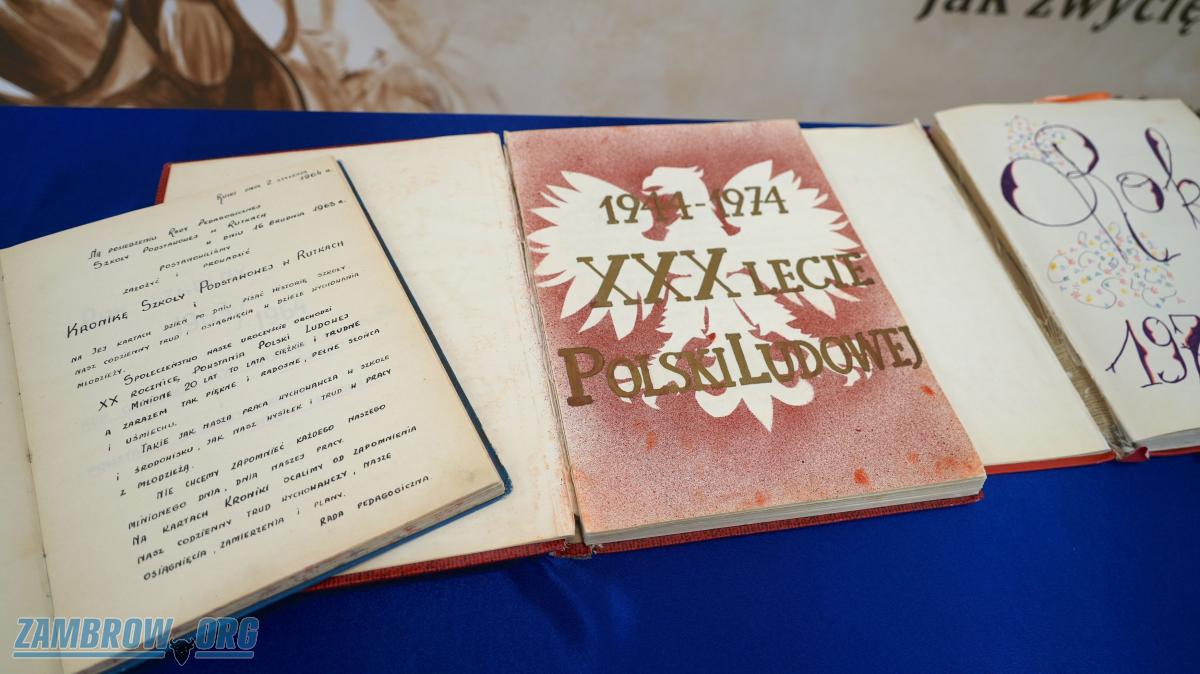 jak zwycię
Rutki dnia 2 stycznia
1964 r.
Na posiedzeniu Rady Pedagogicznej
Szkoły Podstawowej w Rutkach
w dniu 16 grudnia 1963 r.
postanowiliśmy
założyć i prowadzić
Kronikę Szkoły Podstawowej w Rutkach
i
na jej kartach dzień po dniu pisać historię szkoły
nasz codzienny trud i osiągnięcia w dziele wychowania
młodzieży.
Społeczeństwo nasze uroczyście obchodzi
XX rocznicę Powstania Polski Ludowej
Minione 20 lat to lata ciężkie i trudne
a zarazem tak piękne i radosne, pełne słońca
i uśmiechu.
Takie jak nasza praca wychowawcza w szkole
i środowisku, jak nasz wysiłek i trud w pracy
z młodzieżą.
Nie chcemy zapomnieć każdego naszego
minionego dnia, dnia naszej pracy.
Na kartach Kroniki ocalimy od zapomnienia
nasz codzienny trud wychowawczy, nasze
osiągnięcia, zamierzenia i plany.
Rada Pedagogiczna.
1944-1974
XXX LECIE
POLSKI LUDOWEJ
Rok
197
ZAMBROW.ORG